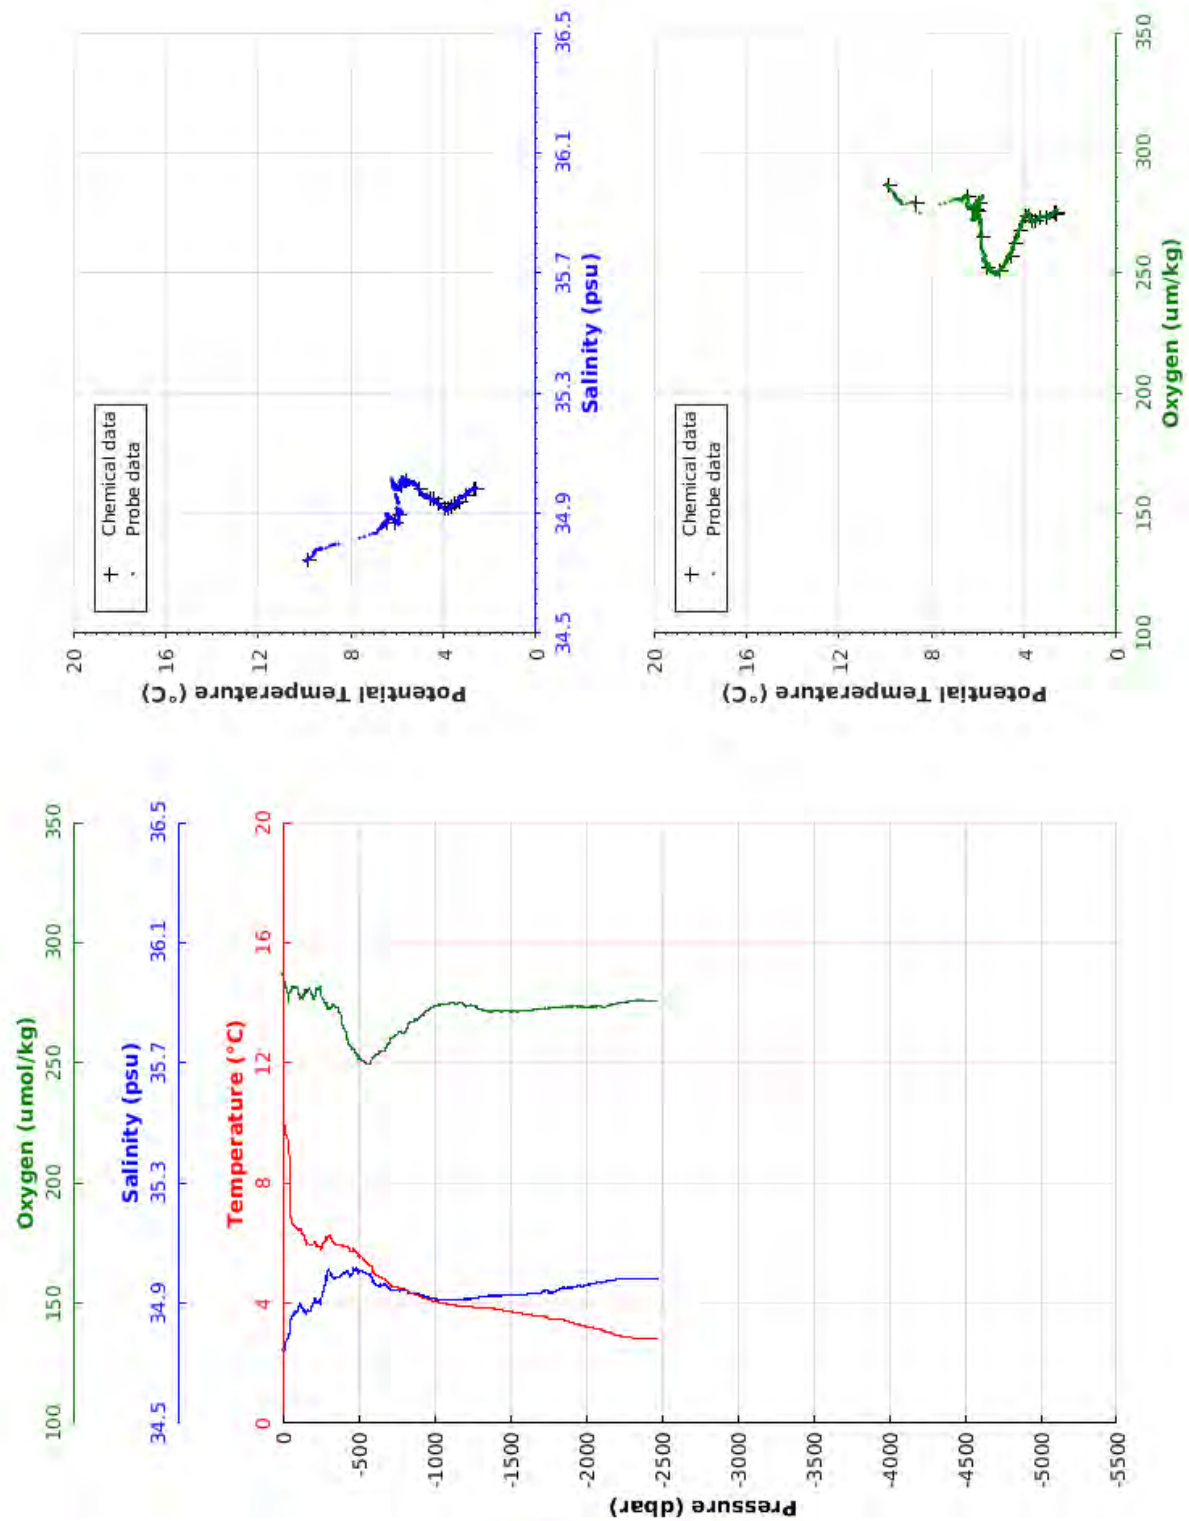 Oxygen (umol/kg)
100 150 200 250 300 350
Salinity (psu)
34.5 34.9 35.3 35.7 36.1 36.5
Temperature (°C)
0 4 8 12 16 20
Pressure (dbar)
0
-500
-1000
-1500
-2000
-2500
-3000
-3500
-4000
-4500
-5000
-5500
Potential Temperature (°C)
20
16
12
8
4
0
Chemical data
Probe data
34.5 34.9 35.3 35.7 36.1 36.5
Salinity (psu)
Potential Temperature (°C)
20
16
12
8
4
0
Chemical data
Probe data
100 150 200 250 300 350
Oxygen (um/kg)